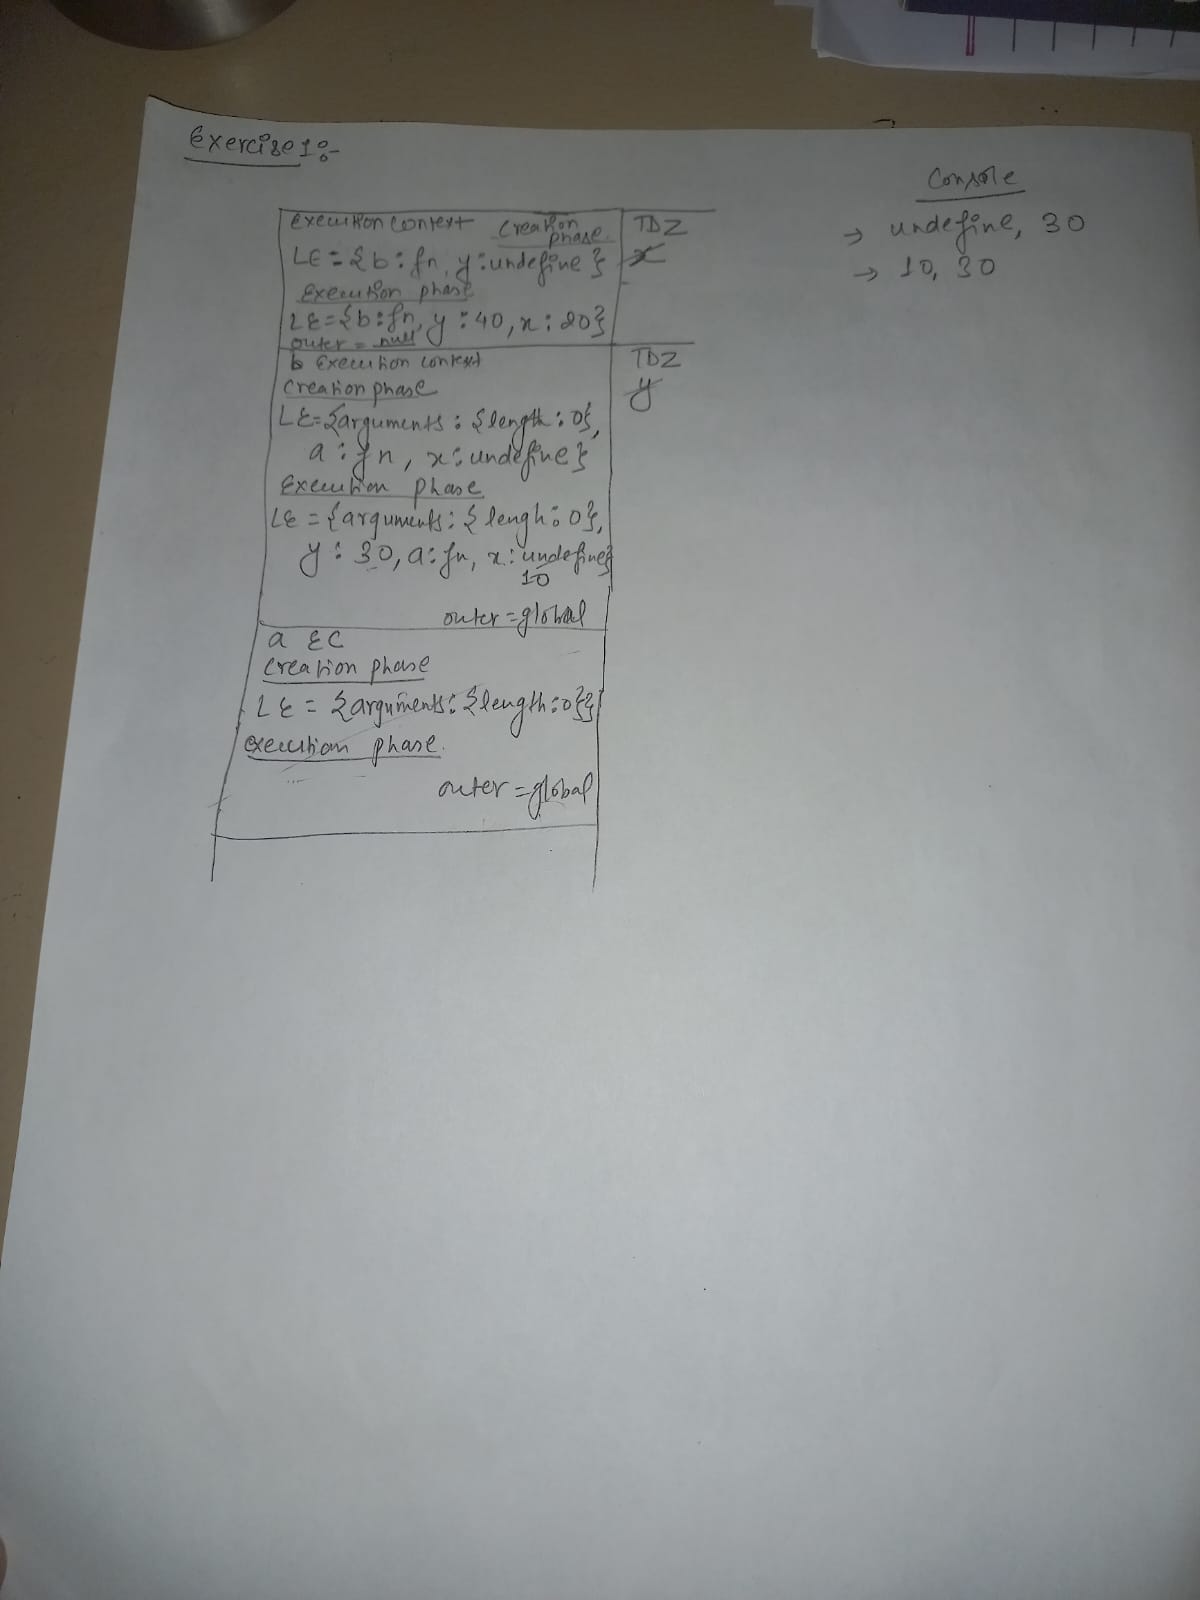 Exercise 1:-
Console
→ undefine, 30
→ 10, 30
Execution Context Creation phase
TDZ
LE = {b: fn, y: undefine}
x
Execution phase
LE = {b: fn, y: 40, x: 20}
outer = null
b Execution context
TDZ
Creation phase
y
LE = {arguments: {length: 0},
a: fn, x: undefine}
Execution phase
LE = {arguments: {lengh: 0},
y: 30, a: fn, x: undefine}
10
outer = global
a EC
Creation phase
LE = {arguments: {length: 0}}
execution phase.
outer = global